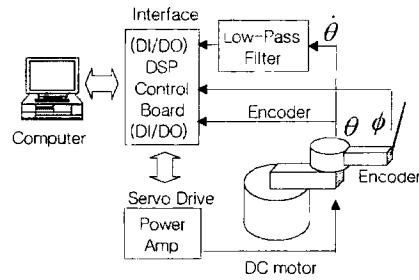 Interface
(DI/DO)
DSP
Control
Board
(DI/DO)
Low-Pass
Filter
θ̇
Computer
Encoder
θ
ϕ
Encoder
Servo Drive
Power
Amp
DC motor